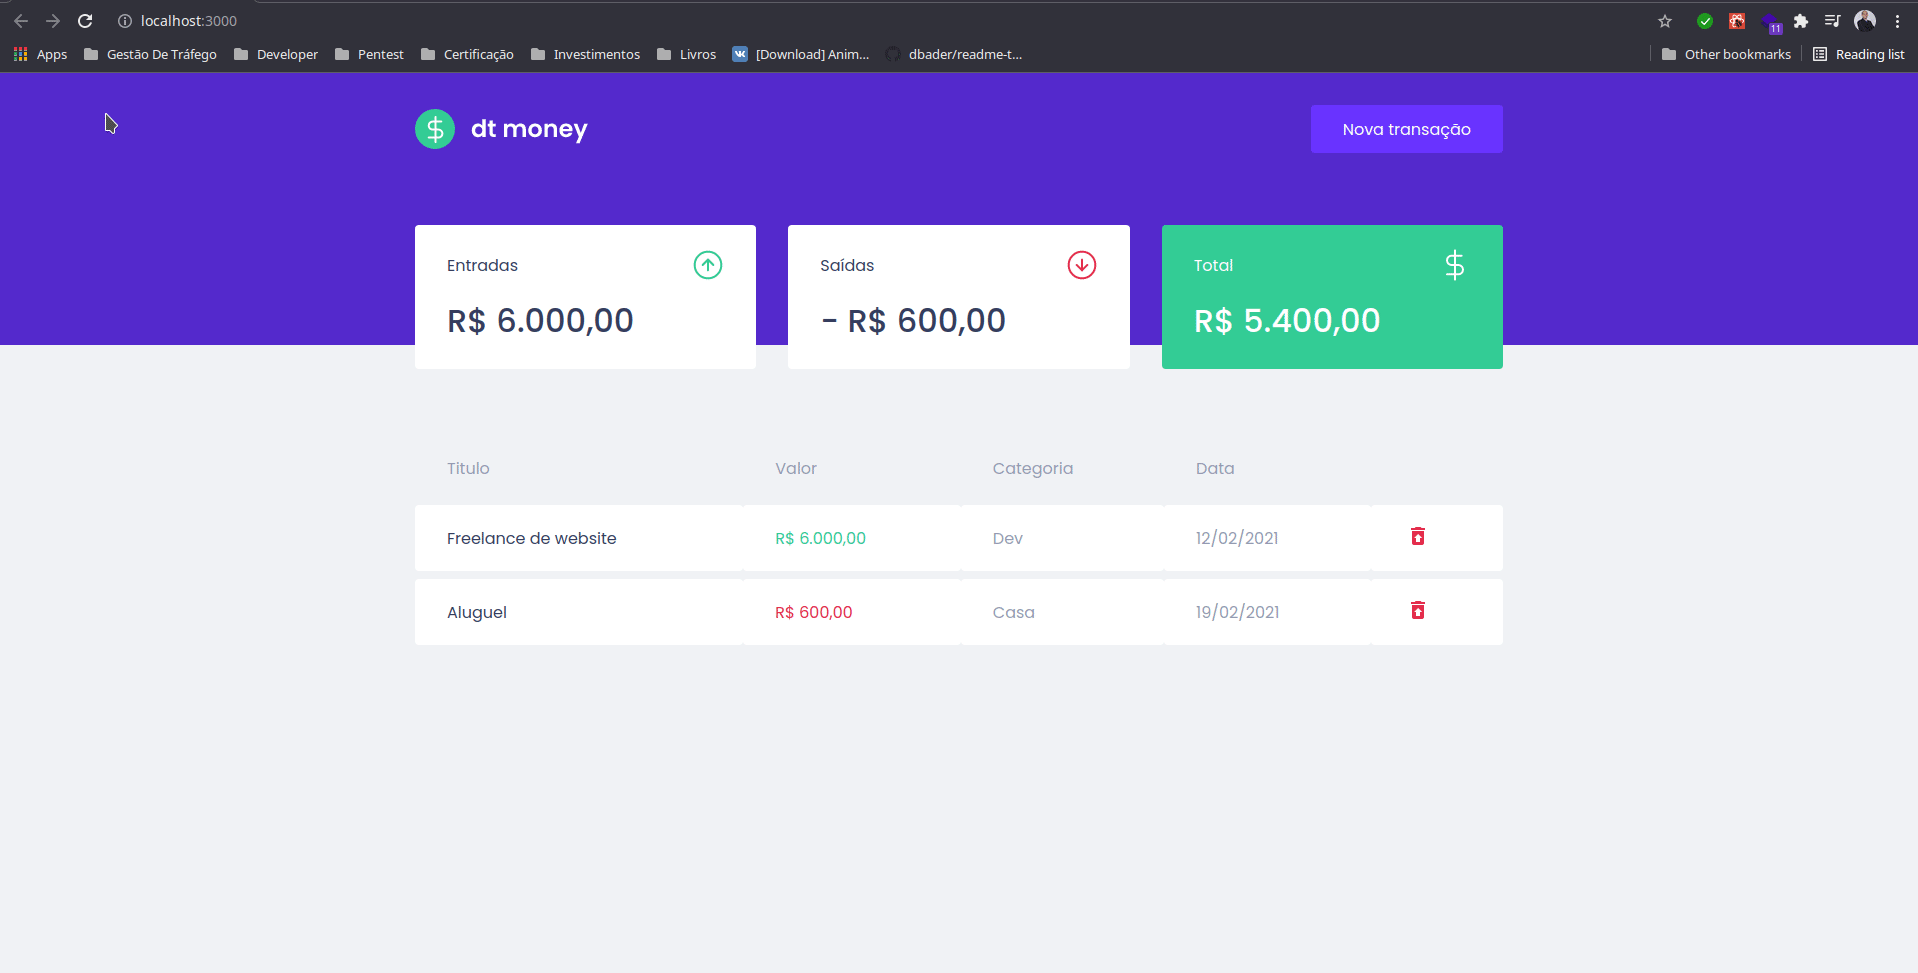 localhost:3000
11
Apps Gestão De Tráfego Developer Pentest Certificação Investimentos Livros [Download] Anim... dbader/readme-t... Other bookmarks Reading list
$ dt money Nova transação
Entradas Saídas Total $
R$ 6.000,00 - R$ 600,00 R$ 5.400,00
Titulo Valor Categoria Data
Freelance de website R$ 6.000,00 Dev 12/02/2021
Aluguel R$ 600,00 Casa 19/02/2021